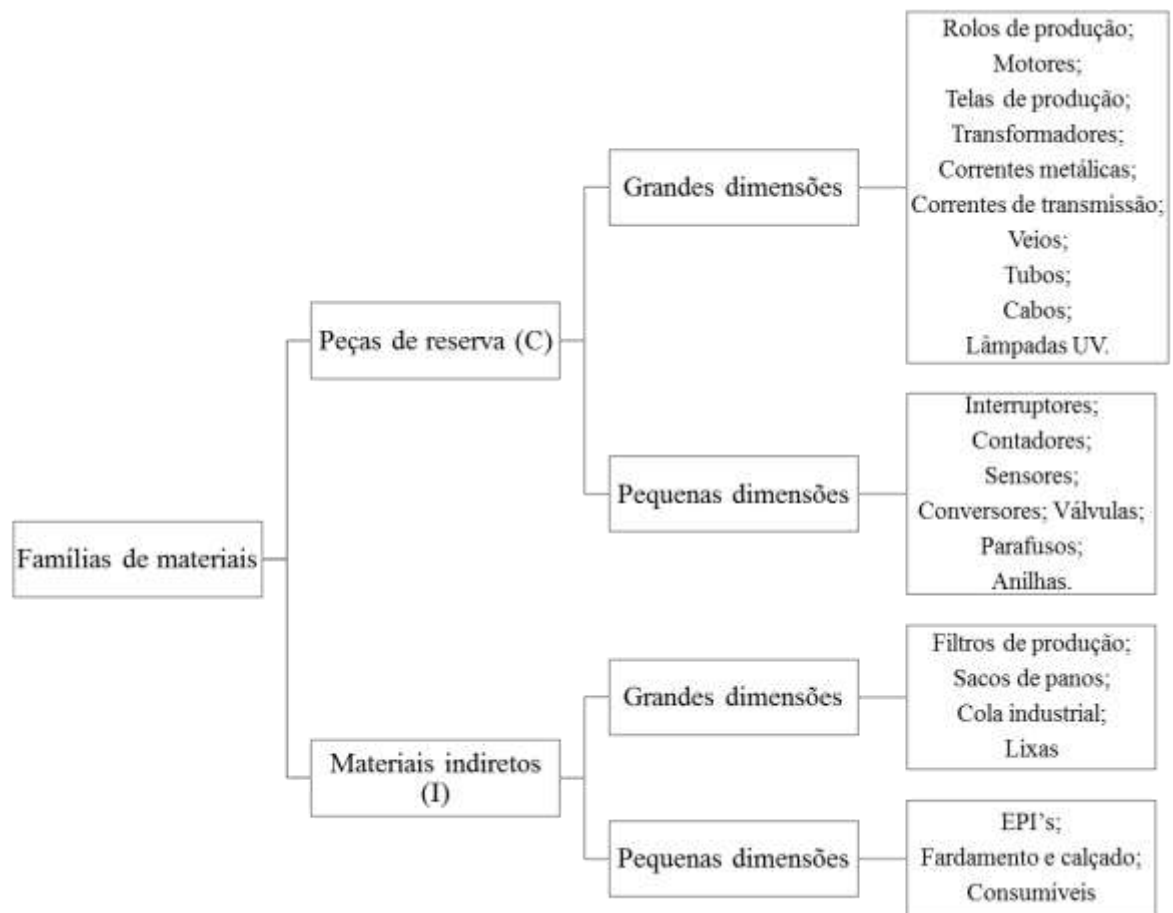 Famílias de materiais
Peças de reserva (C)
Grandes dimensões
Rolos de produção;
Motores;
Telas de produção;
Transformadores;
Correntes metálicas;
Correntes de transmissão;
Veios;
Tubos;
Cabos;
Lâmpadas UV.
Pequenas dimensões
Interruptores;
Contadores;
Sensores;
Conversores; Válvulas;
Parafusos;
Anilhas.
Materiais indiretos
(I)
Grandes dimensões
Filtros de produção;
Sacos de panos;
Cola industrial;
Lixas
Pequenas dimensões
EPI's;
Fardamento e calçado;
Consumíveis